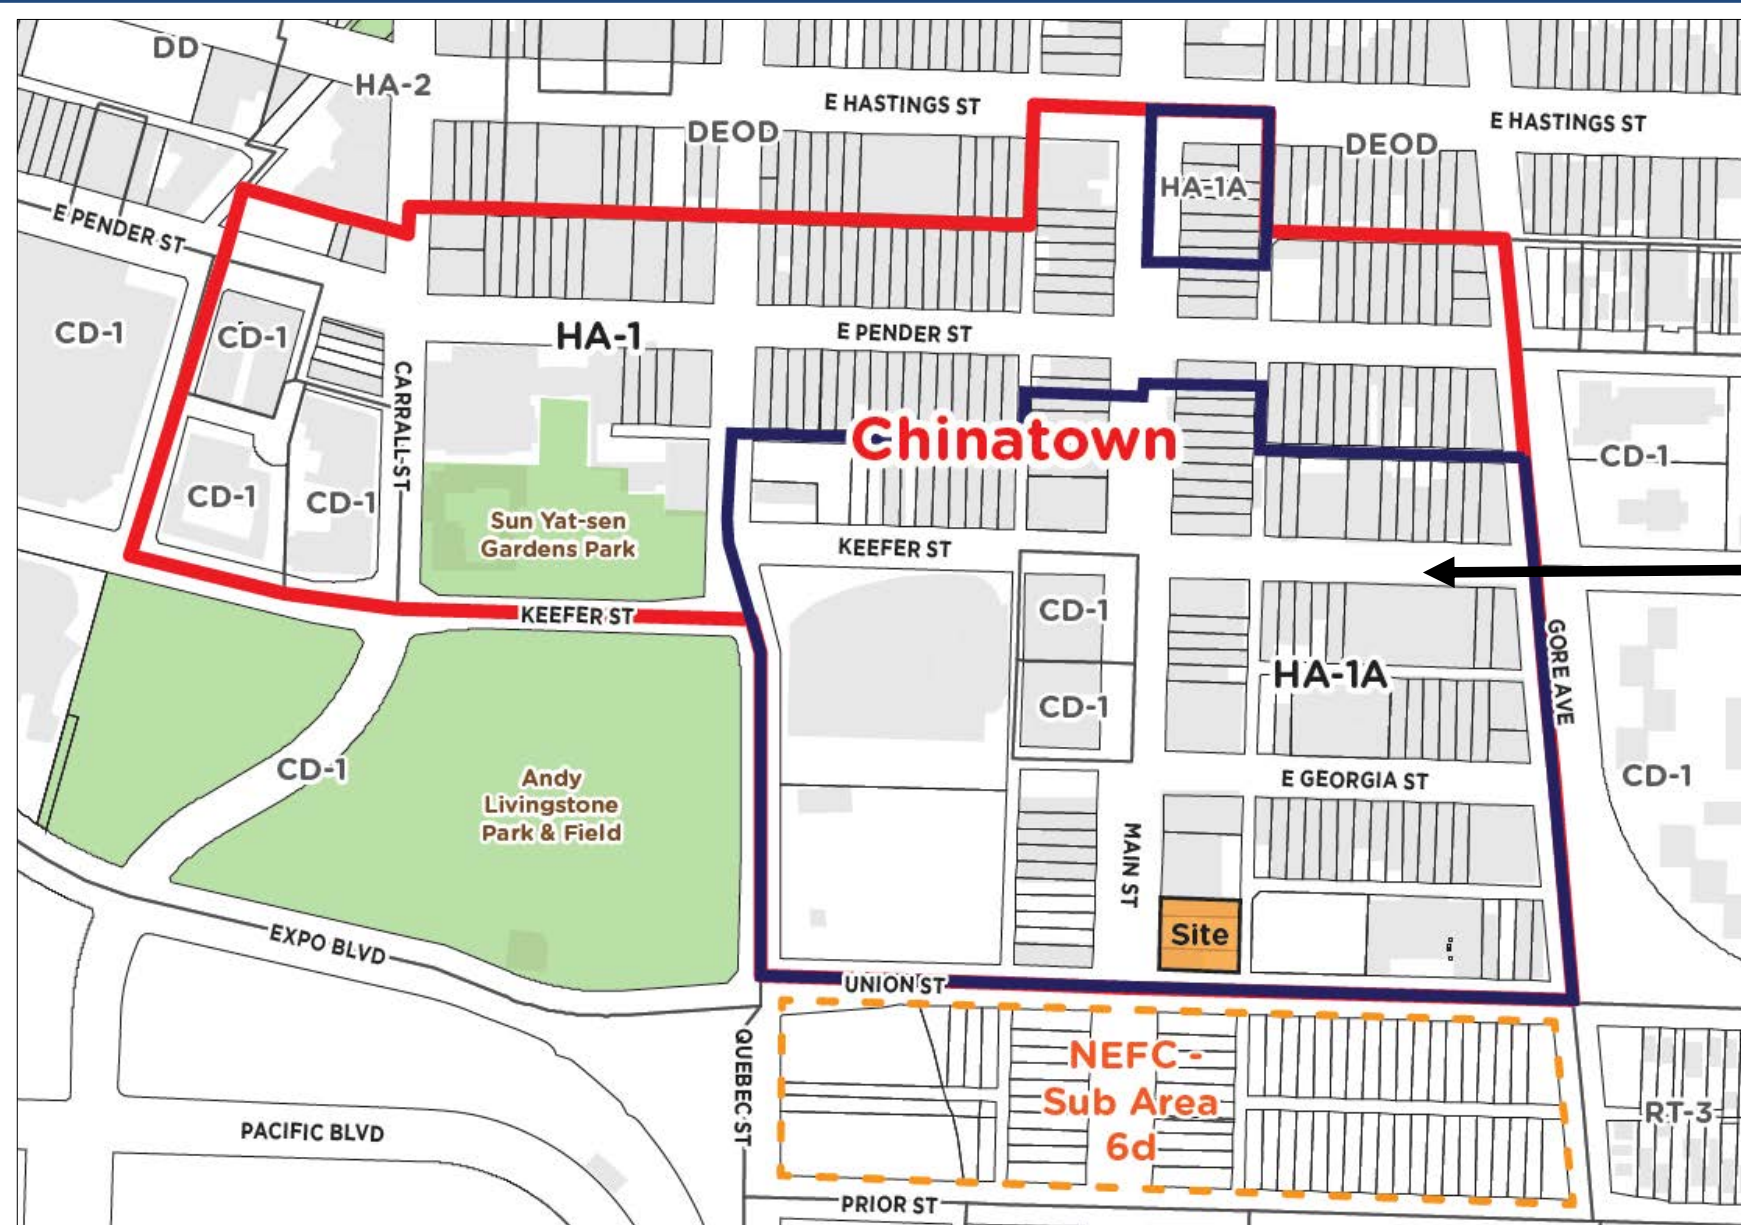 DD
HA-2
E HASTINGS ST
E HASTINGS ST
DEOD
DEOD
HA-1A
E PENDER ST
CD-1
CD-1
HA-1
E PENDER ST
CARRALL ST
Chinatown
CD-1
CD-1
CD-1
Sun Yat-sen
Gardens Park
KEEFER ST
KEEFER ST
CD-1
HA-1A
GORE AVE
CD-1
CD-1
CD-1
Andy
Livingstone
Park & Field
E GEORGIA ST
MAIN ST
Site
EXPO BLVD
UNION ST
QUEBEC ST
NEFC -
Sub Area
6d
RT-3
PACIFIC BLVD
PRIOR ST